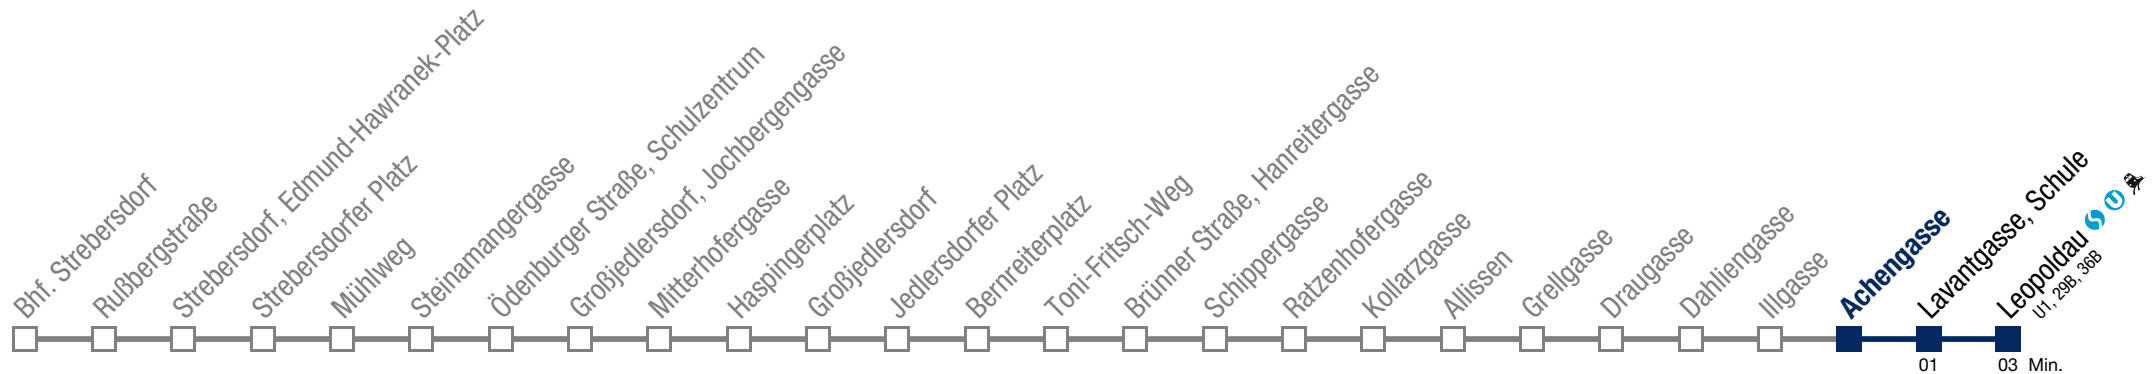 Bhf. Strebersdorf
Rußbergstraße
Strebersdorf, Edmund-Hawranek-Platz
Strebersdorfer Platz
Mühlweg
Steinamangergasse
Ödenburger Straße, Schulzentrum
Großjedlersdorf, Jochbergengasse
Mitterhofergasse
Haspingerplatz
Großjedlersdorf
Jedlersdorfer Platz
Bernreiterplatz
Toni-Fritsch-Weg
Brünner Straße, Hanreitergasse
Schippergasse
Ratzenhofergasse
Kollarzgasse
Allissen
Grellgasse
Draugasse
Dahliengasse
Illgasse
Achengasse
Lavantgasse, Schule
Leopoldau S U
U1, 29B, 36B
01 03 Min.